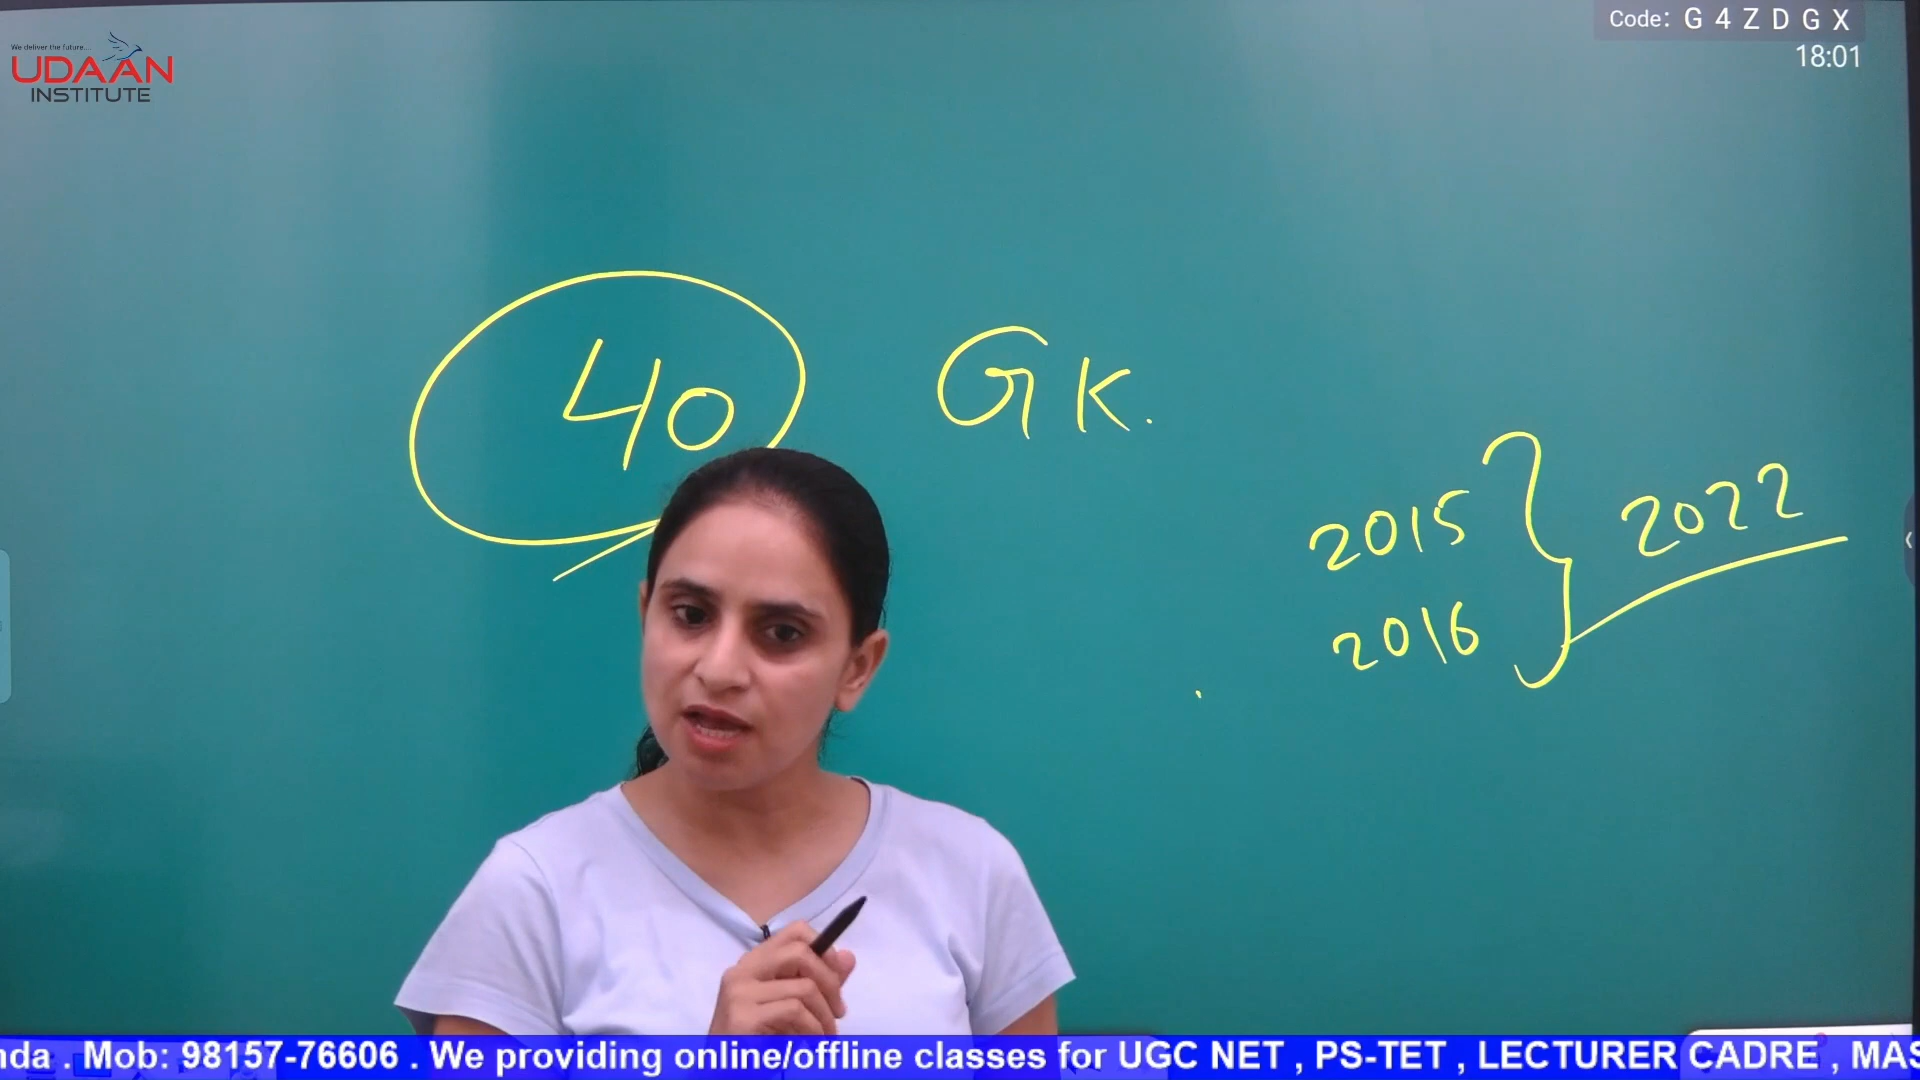 Code: G 4 Z D G X
18:01
We deliver the future...
UDAAN
INSTITUTE
40 GK.
2015
2016
2022
nda . Mob: 98157-76606 . We providing online/offline classes for UGC NET , PS-TET , LECTURER CADRE , MAS